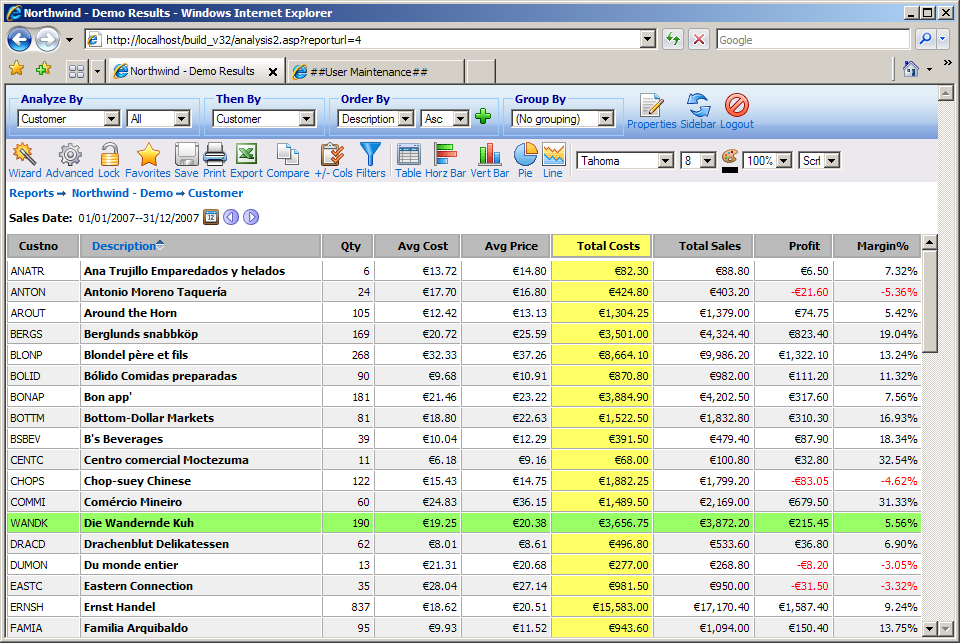 Northwind - Demo Results - Windows Internet Explorer
http://localhost/build_v32/analysis2.asp?reporturl=4
Google
Northwind - Demo Results
##User Maintenance##
Analyze By Then By Order By Group By
Customer All Customer Description Asc (No grouping)
Properties Sidebar Logout
Wizard Advanced Lock Favorites Save Print Export Compare +/- Cols Filters Table Horz Bar Vert Bar Pie Line
Tahoma 8 100% Scrl
Reports Northwind - Demo Customer
Sales Date: 01/01/2007--31/12/2007 12
Custno Description Qty Avg Cost Avg Price Total Costs Total Sales Profit Margin%
ANATR Ana Trujillo Emparedados y helados 6 €13.72 €14.80 €82.30 €88.80 €6.50 7.32%
ANTON Antonio Moreno Taquería 24 €17.70 €16.80 €424.80 €403.20 -€21.60 -5.36%
AROUT Around the Horn 105 €12.42 €13.13 €1,304.25 €1,379.00 €74.75 5.42%
BERGS Berglunds snabbköp 169 €20.72 €25.59 €3,501.00 €4,324.40 €823.40 19.04%
BLONP Blondel père et fils 268 €32.33 €37.26 €8,664.10 €9,986.20 €1,322.10 13.24%
BOLID Bólido Comidas preparadas 90 €9.68 €10.91 €870.80 €982.00 €111.20 11.32%
BONAP Bon app' 181 €21.46 €23.22 €3,884.90 €4,202.50 €317.60 7.56%
BOTTM Bottom-Dollar Markets 81 €18.80 €22.63 €1,522.50 €1,832.80 €310.30 16.93%
BSBEV B's Beverages 39 €10.04 €12.29 €391.50 €479.40 €87.90 18.34%
CENTC Centro comercial Moctezuma 11 €6.18 €9.16 €68.00 €100.80 €32.80 32.54%
CHOPS Chop-suey Chinese 122 €15.43 €14.75 €1,882.25 €1,799.20 -€83.05 -4.62%
COMMI Comércio Mineiro 60 €24.83 €36.15 €1,489.50 €2,169.00 €679.50 31.33%
WANDK Die Wandernde Kuh 190 €19.25 €20.38 €3,656.75 €3,872.20 €215.45 5.56%
DRACD Drachenblut Delikatessen 62 €8.01 €8.61 €496.80 €533.60 €36.80 6.90%
DUMON Du monde entier 13 €21.31 €20.68 €277.00 €268.80 -€8.20 -3.05%
EASTC Eastern Connection 35 €28.04 €27.14 €981.50 €950.00 -€31.50 -3.32%
ERNSH Ernst Handel 837 €18.62 €20.51 €15,583.00 €17,170.40 €1,587.40 9.24%
FAMIA Familia Arquibaldo 95 €9.93 €11.52 €943.60 €1,094.00 €150.40 13.75%